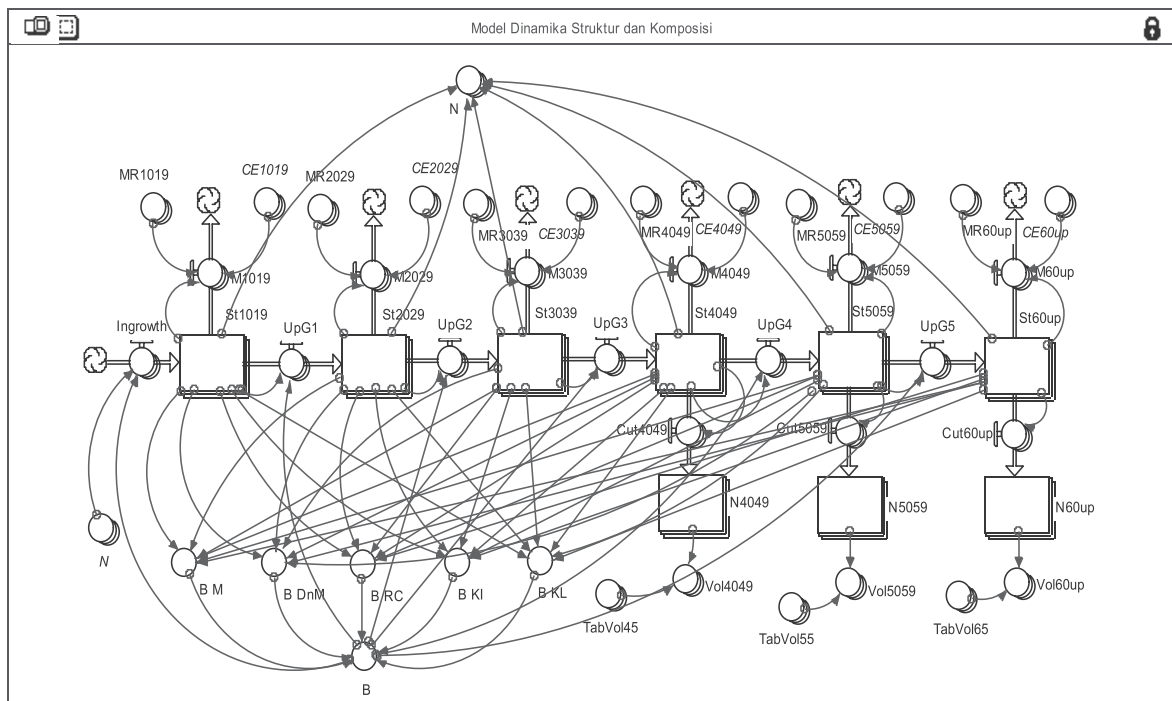 Model Dinamika Struktur dan Komposisi
N
MR1019
CE1019
MR2029
CE2029
MR3039
CE3039
MR4049
CE4049
MR5059
CE5059
MR60up
CE60up
M1019
M2029
M3039
M4049
M5059
M60up
St1019
St2029
St3039
St4049
St5059
St60up
Ingrowth
UpG1
UpG2
UpG3
UpG4
UpG5
Cut4049
Cut5059
Cut60up
N4049
N5059
N60up
N
B M
B DnM
B RC
B KI
B KL
Vol4049
Vol5059
Vol60up
TabVol45
TabVol55
TabVol65
B